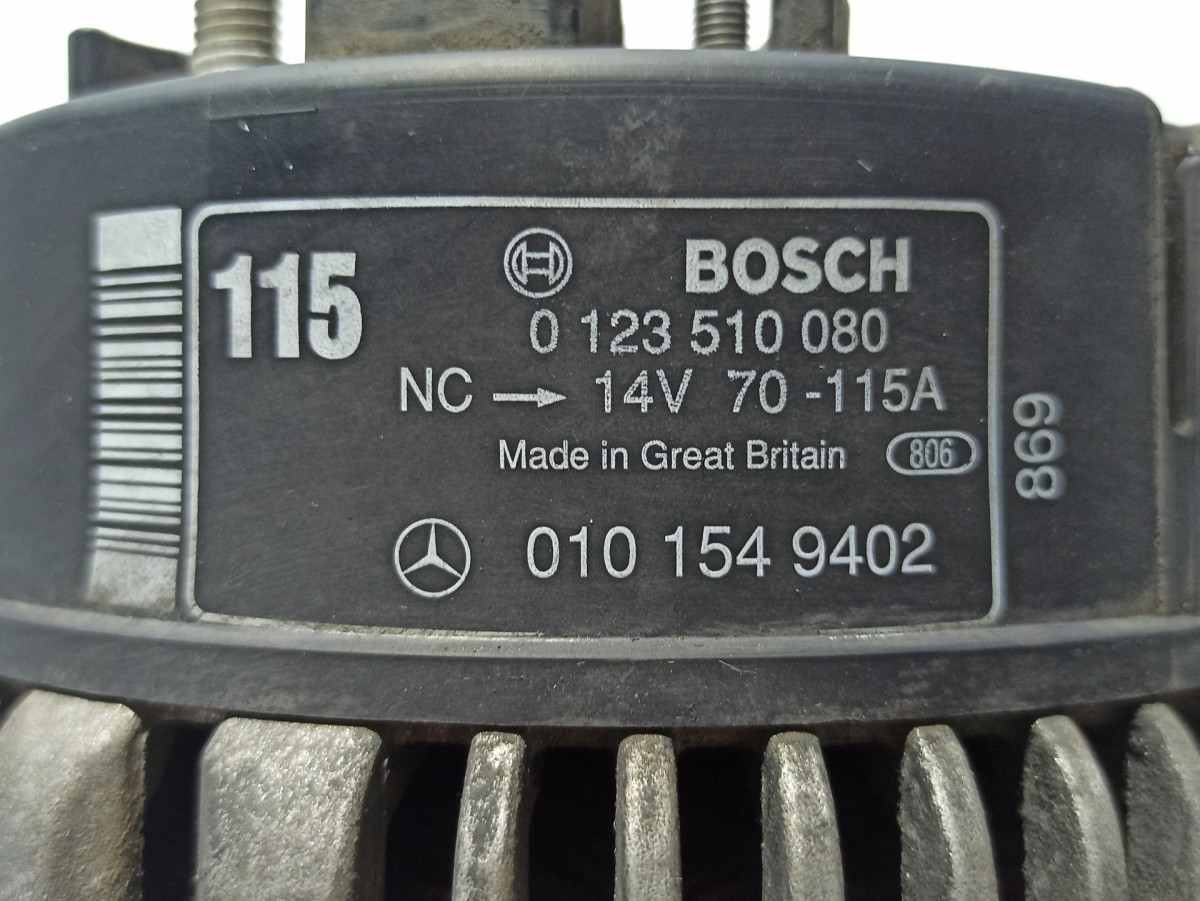 115
BOSCH
0 123 510 080
NC → 14V 70 -115A
Made in Great Britain 806
010 154 9402
869